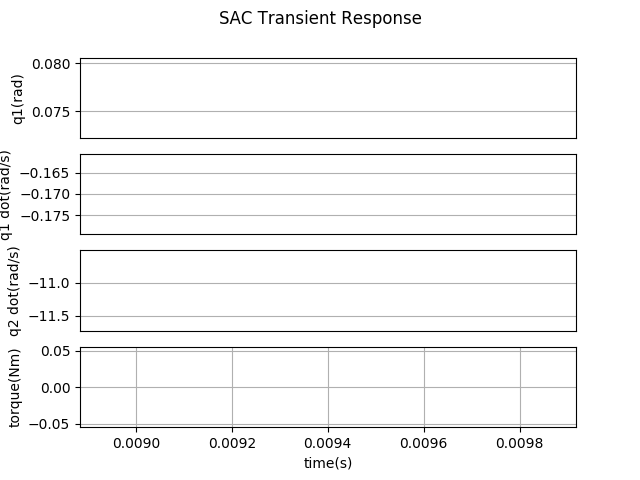 SAC Transient Response
q1(rad)
0.080
0.075
q1 dot(rad/s)
−0.165
−0.170
−0.175
q2 dot(rad/s)
−11.0
−11.5
torque(Nm)
0.05
0.00
−0.05
0.0090 0.0092 0.0094 0.0096 0.0098
time(s)